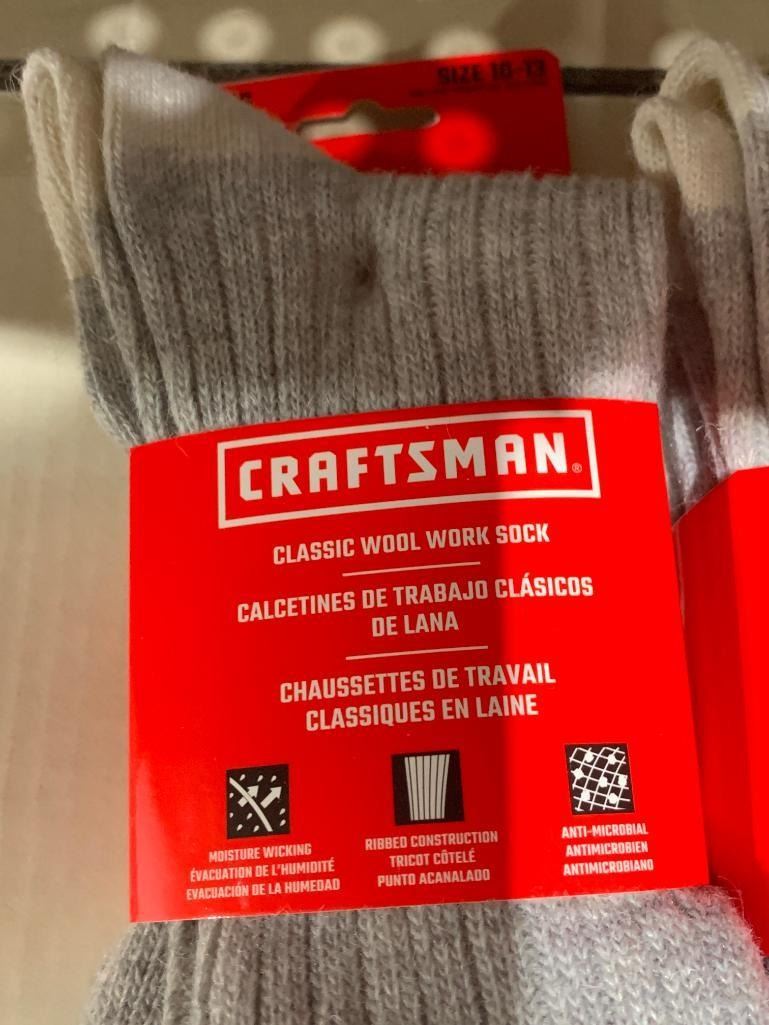 SIZE 10-13
CRAFTSMAN®
CLASSIC WOOL WORK SOCK
CALCETINES DE TRABAJO CLÁSICOS
DE LANA
CHAUSSETTES DE TRAVAIL
CLASSIQUES EN LAINE
MOISTURE WICKING
ÉVACUATION DE L'HUMIDITÉ
EVACUACIÓN DE LA HUMEDAD
RIBBED CONSTRUCTION
TRICOT CÔTELÉ
PUNTO ACANALADO
ANTI-MICROBIAL
ANTIMICROBIEN
ANTIMICROBIANO